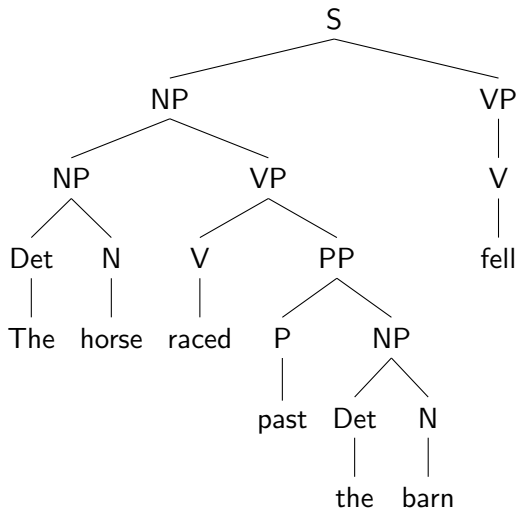 S
NP VP
NP VP V
Det N V PP fell
The horse raced P NP
past Det N
the barn